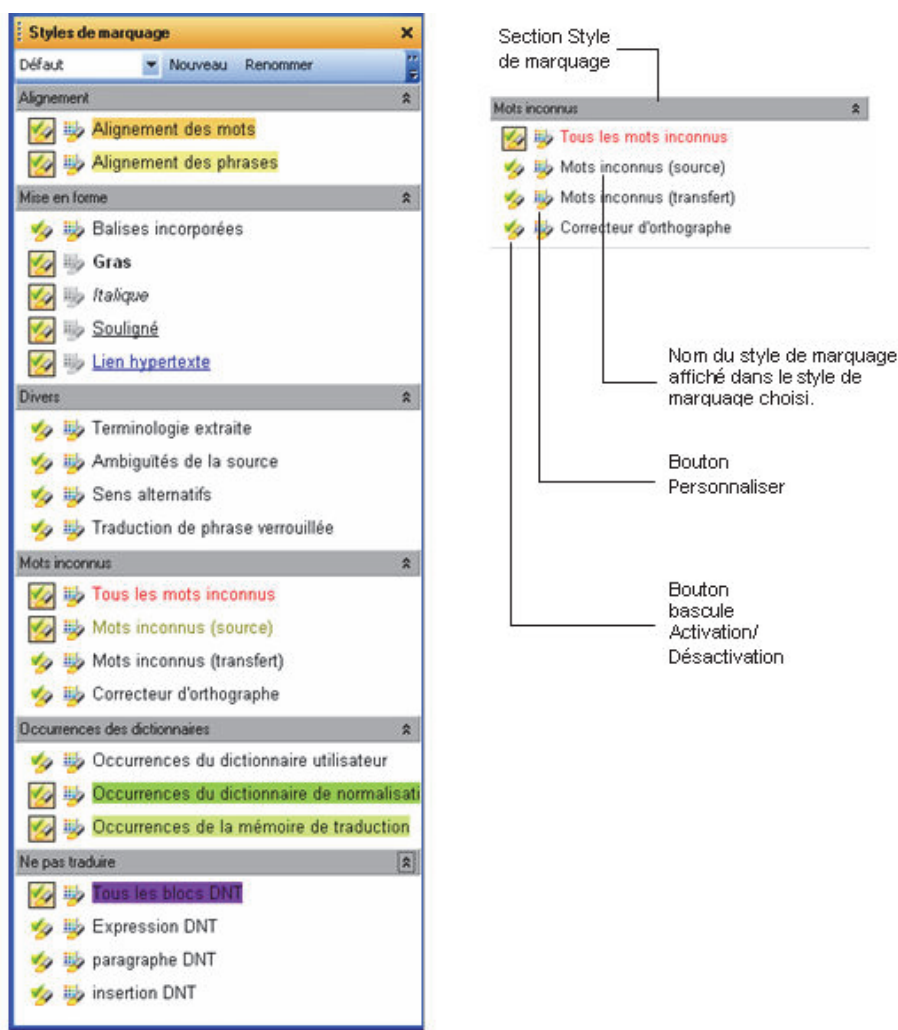 Styles de marquage
Défaut Nouveau Renommer
Alignement
Alignement des mots
Alignement des phrases
Mise en forme
Balises incorporées
Gras
Italique
Souligné
Lien hypertexte
Divers
Terminologie extraite
Ambiguïtés de la source
Sens alternatifs
Traduction de phrase verrouillée
Mots inconnus
Tous les mots inconnus
Mots inconnus (source)
Mots inconnus (transfert)
Correcteur d'orthographe
Occurrences des dictionnaires
Occurrences du dictionnaire utilisateur
Occurrences du dictionnaire de normalisati
Occurrences de la mémoire de traduction
Ne pas traduire
Tous les blocs DNT
Expression DNT
paragraphe DNT
insertion DNT
Section Style
de marquage
Mots inconnus
Tous les mots inconnus
Mots inconnus (source)
Mots inconnus (transfert)
Correcteur d'orthographe
Nom du style de marquage
affiché dans le style de
marquage choisi.
Bouton
Personnaliser
Bouton
bascule
Activation/
Désactivation